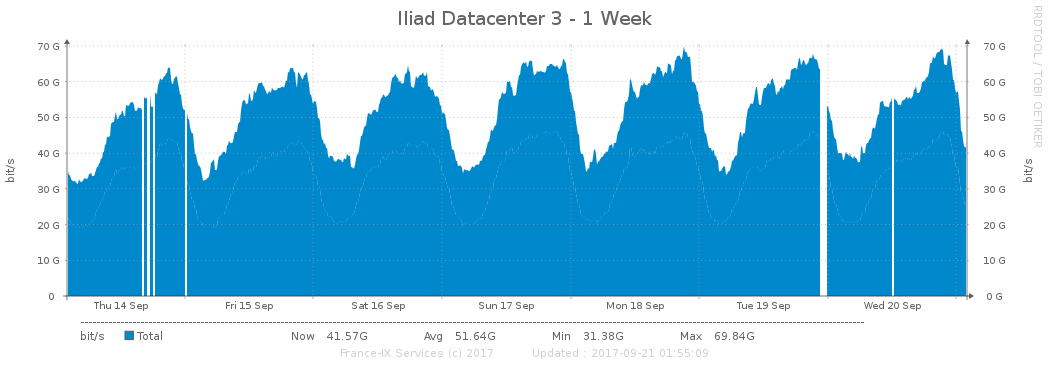 Iliad Datacenter 3 - 1 Week
RRDTOOL / TOBI OETIKER
70 G 70 G
60 G 60 G
50 G 50 G
40 G 40 G
30 G 30 G
20 G 20 G
10 G 10 G
0 0 G
bit/s
bit/s
Thu 14 Sep Fri 15 Sep Sat 16 Sep Sun 17 Sep Mon 18 Sep Tue 19 Sep Wed 20 Sep
bit/s Total Now 41.57G Avg 51.64G Min 31.38G Max 69.84G
France-IX Services (c) 2017 Updated : 2017-09-21 01:55:09